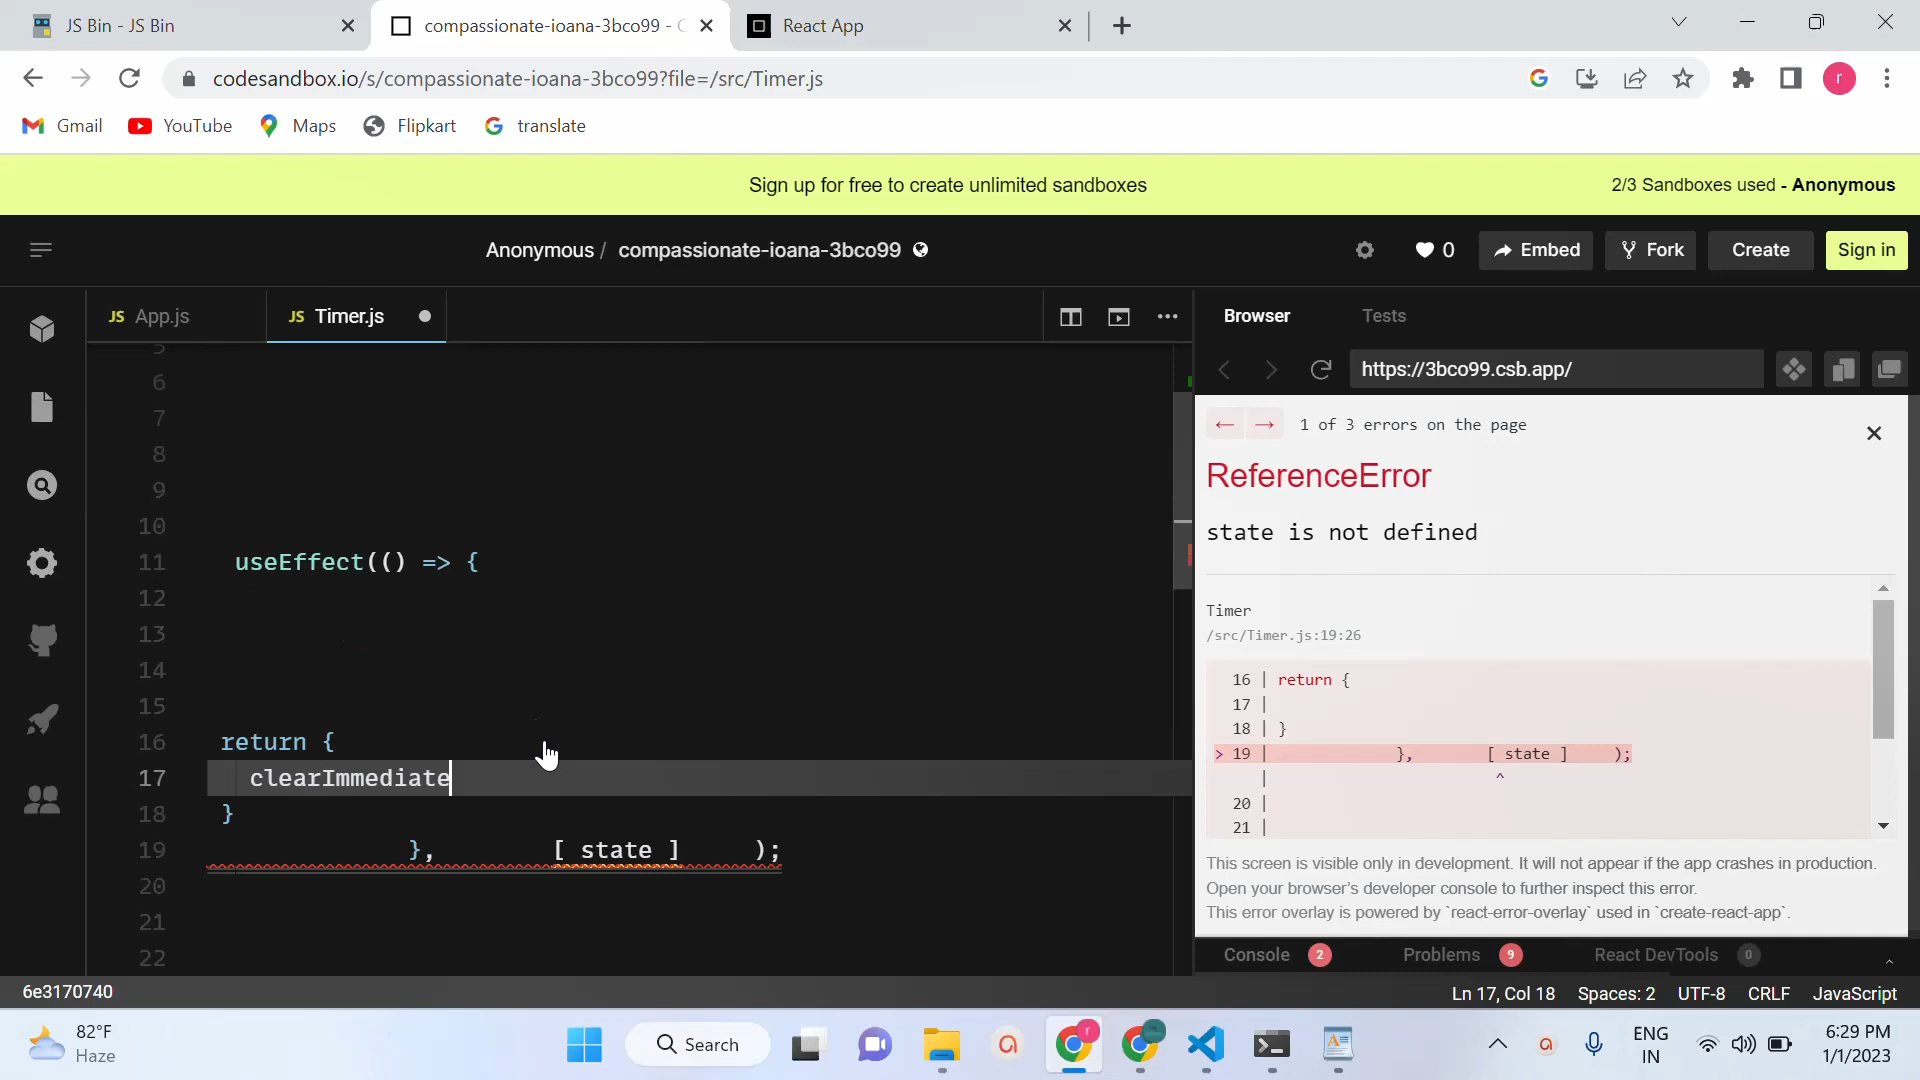 JS Bin - JS Bin
compassionate-ioana-3bco99 - C
React App
codesandbox.io/s/compassionate-ioana-3bco99?file=/src/Timer.js
r
Gmail
YouTube
Maps
Flipkart
translate
Sign up for free to create unlimited sandboxes
2/3 Sandboxes used - Anonymous
Anonymous / compassionate-ioana-3bco99
0
Embed
Fork
Create
Sign in
JS App.js
JS Timer.js
Browser
Tests
https://3bco99.csb.app/
5
6
7
8
9
10
11 useEffect(() => {
12
13
14
15
16 return {
17 clearImmediate
18 }
19 }, [ state ] );
20
21
22
← → 1 of 3 errors on the page
ReferenceError
state is not defined
Timer
/src/Timer.js:19:26
16 | return {
17 |
18 | }
> 19 | }, [ state ] );
| ^
20 |
21 |
This screen is visible only in development. It will not appear if the app crashes in production.
Open your browser's developer console to further inspect this error.
This error overlay is powered by `react-error-overlay` used in `create-react-app`.
Console 2
Problems 9
React DevTools 0
6e3170740
Ln 17, Col 18
Spaces: 2
UTF-8
CRLF
JavaScript
82°F
Haze
Search
ENG
IN
6:29 PM
1/1/2023